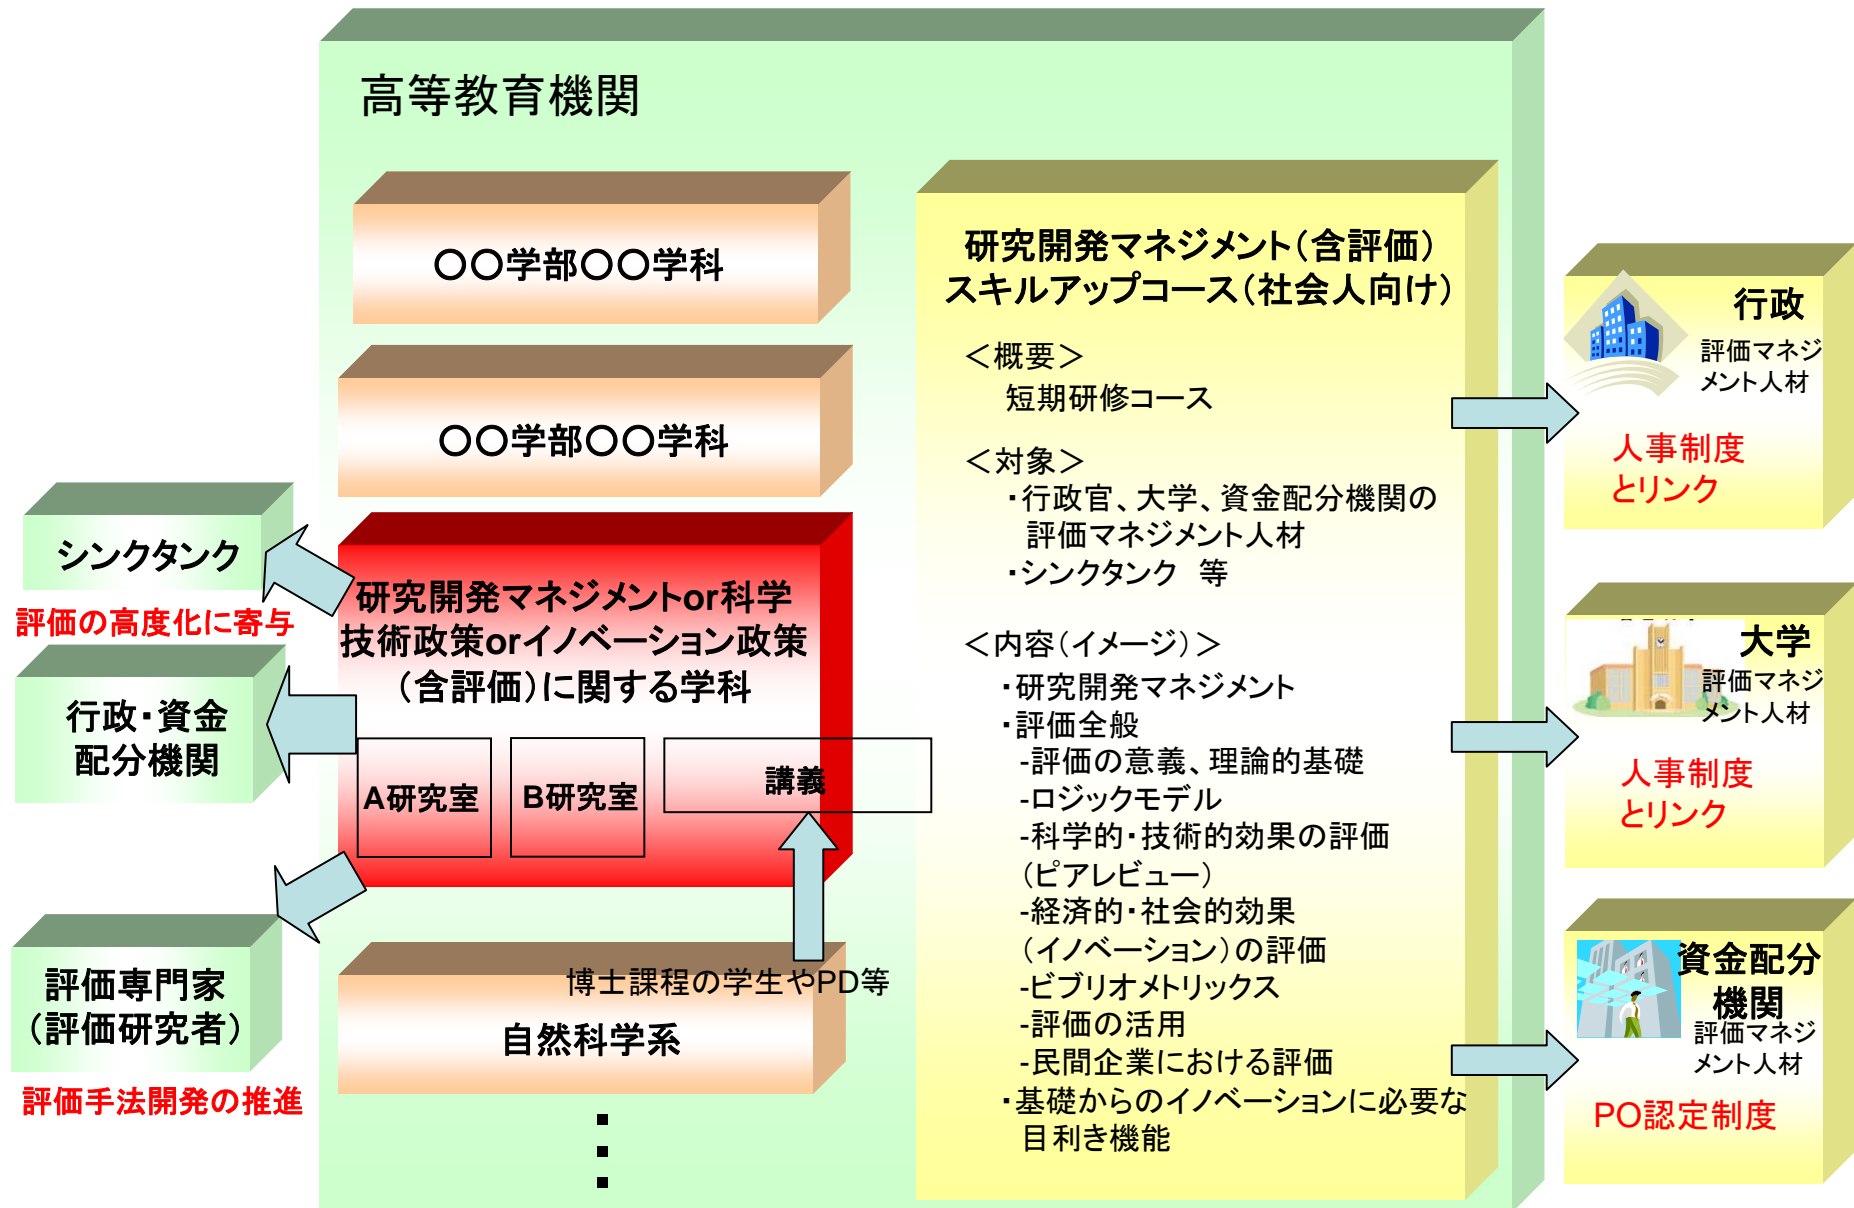 高等教育機関
〇〇学部〇〇学科
〇〇学部〇〇学科
シンクタンク
評価の高度化に寄与
行政・資金
配分機関
評価専門家
（評価研究者）
評価手法開発の推進
研究開発マネジメントor科学
技術政策orイノベーション政策
（含評価）に関する学科
A研究室
B研究室
講義
博士課程の学生やPD等
自然科学系
研究開発マネジメント（含評価）
スキルアップコース（社会人向け）
＜概要＞
短期研修コース
＜対象＞
・行政官、大学、資金配分機関の
評価マネジメント人材
・シンクタンク　等
＜内容（イメージ）＞
・研究開発マネジメント
・評価全般
-評価の意義、理論的基礎
-ロジックモデル
-科学的・技術的効果の評価
（ピアレビュー）
-経済的・社会的効果
（イノベーション）の評価
-ビブリオメトリックス
-評価の活用
-民間企業における評価
・基礎からのイノベーションに必要な
目利き機能
行政
評価マネジ
メント人材
人事制度
とリンク
大学
評価マネジ
メント人材
人事制度
とリンク
資金配分
機関
評価マネジ
メント人材
PO認定制度